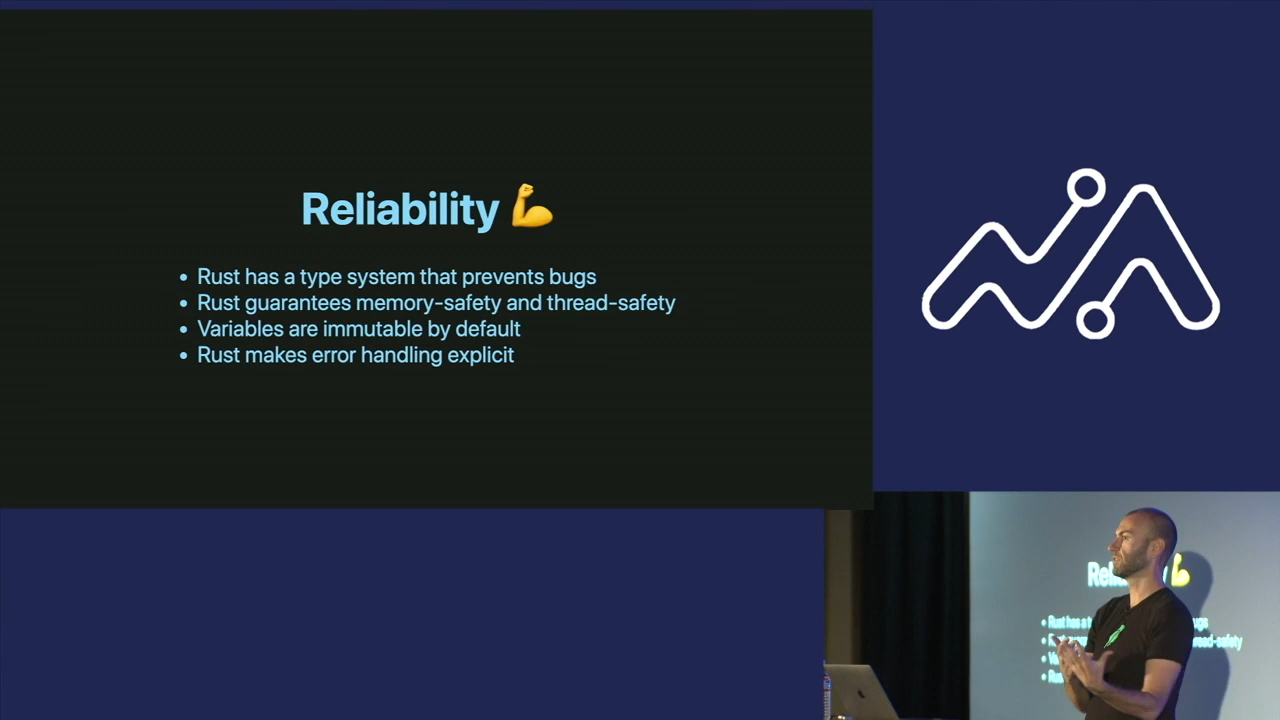 Reliability 💪
• Rust has a type system that prevents bugs
• Rust guarantees memory-safety and thread-safety
• Variables are immutable by default
• Rust makes error handling explicit